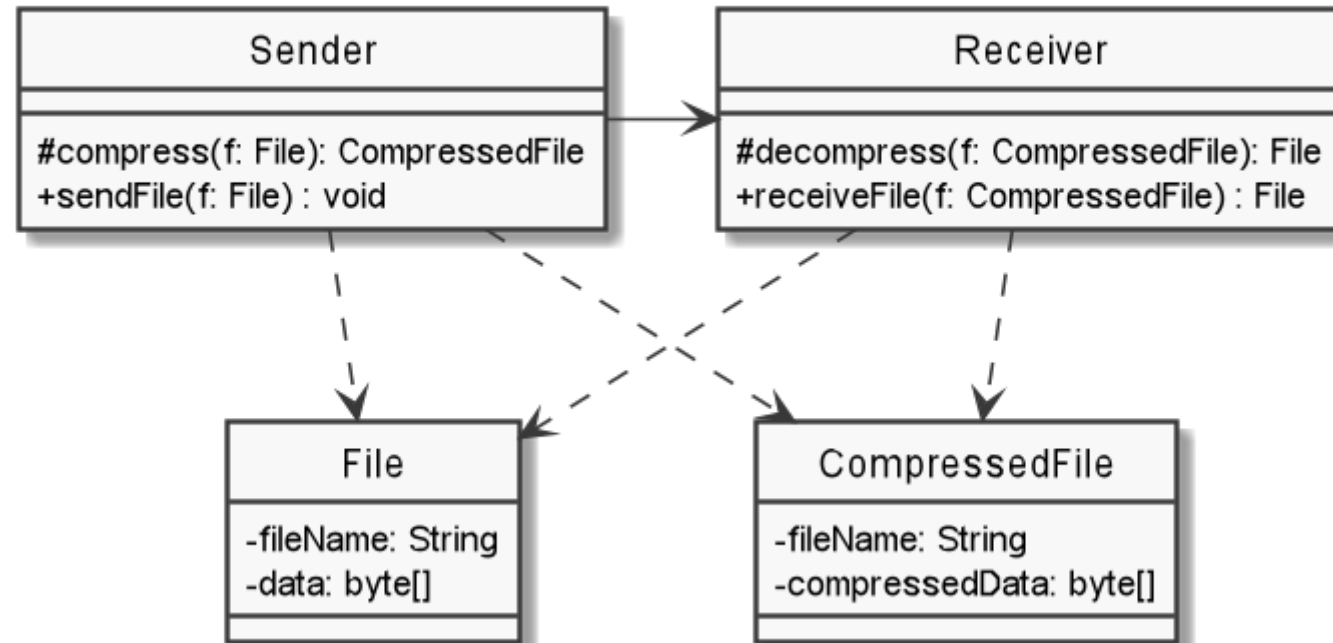 Sender
#compress(f: File): CompressedFile
+sendFile(f: File) : void
Receiver
#decompress(f: CompressedFile): File
+receiveFile(f: CompressedFile) : File
File
-fileName: String
-data: byte[]
CompressedFile
-fileName: String
-compressedData: byte[]